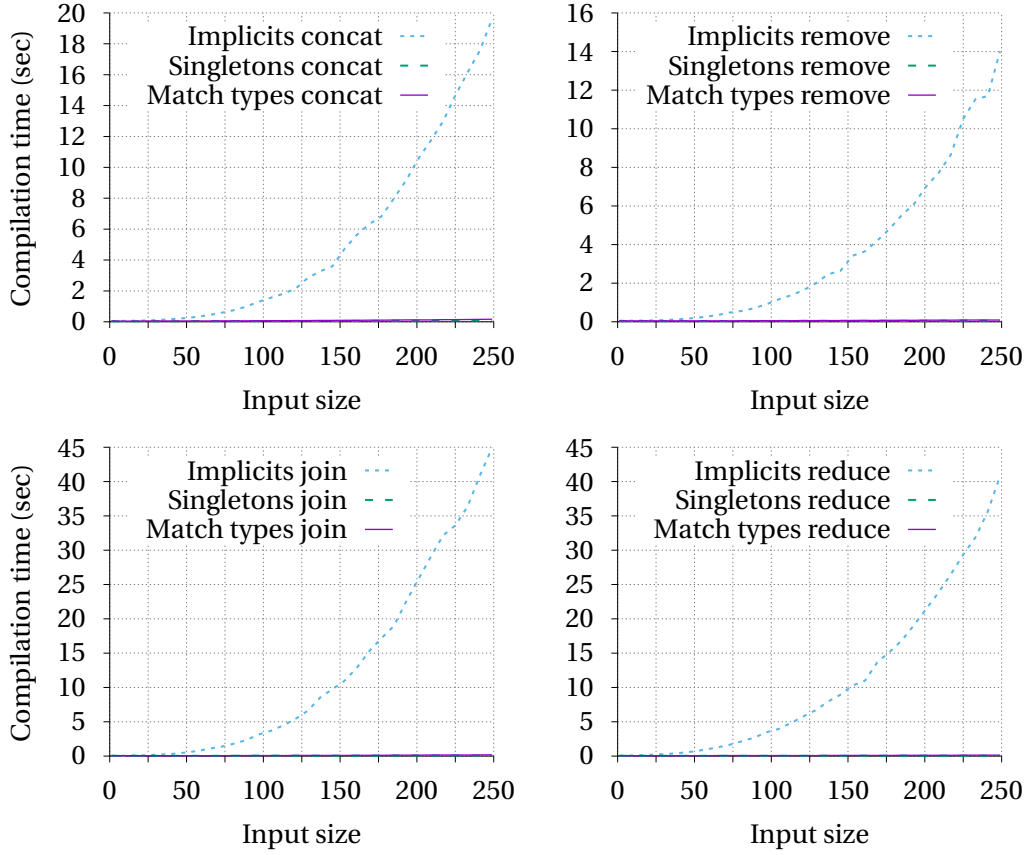 Compilation time (sec)
20
18
16
14
12
10
8
6
4
2
0
Implicits concat
Singletons concat
Match types concat
0 50 100 150 200 250
Input size
16
14
12
10
8
6
4
2
0
Implicits remove
Singletons remove
Match types remove
0 50 100 150 200 250
Input size
Compilation time (sec)
45
40
35
30
25
20
15
10
5
0
Implicits join
Singletons join
Match types join
0 50 100 150 200 250
Input size
45
40
35
30
25
20
15
10
5
0
Implicits reduce
Singletons reduce
Match types reduce
0 50 100 150 200 250
Input size